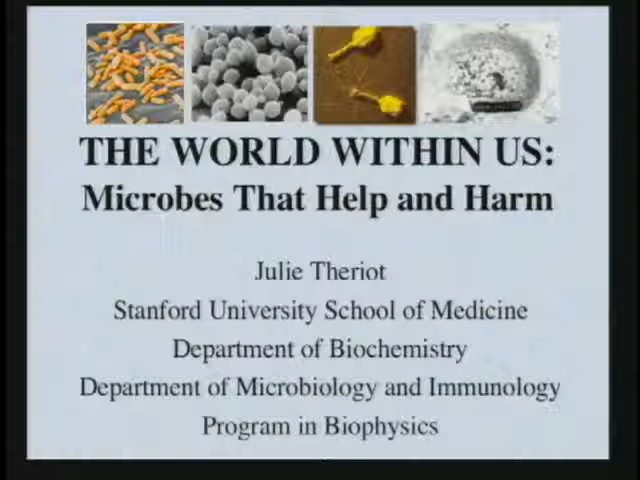 THE WORLD WITHIN US:
Microbes That Help and Harm
Julie Theriot
Stanford University School of Medicine
Department of Biochemistry
Department of Microbiology and Immunology
Program in Biophysics